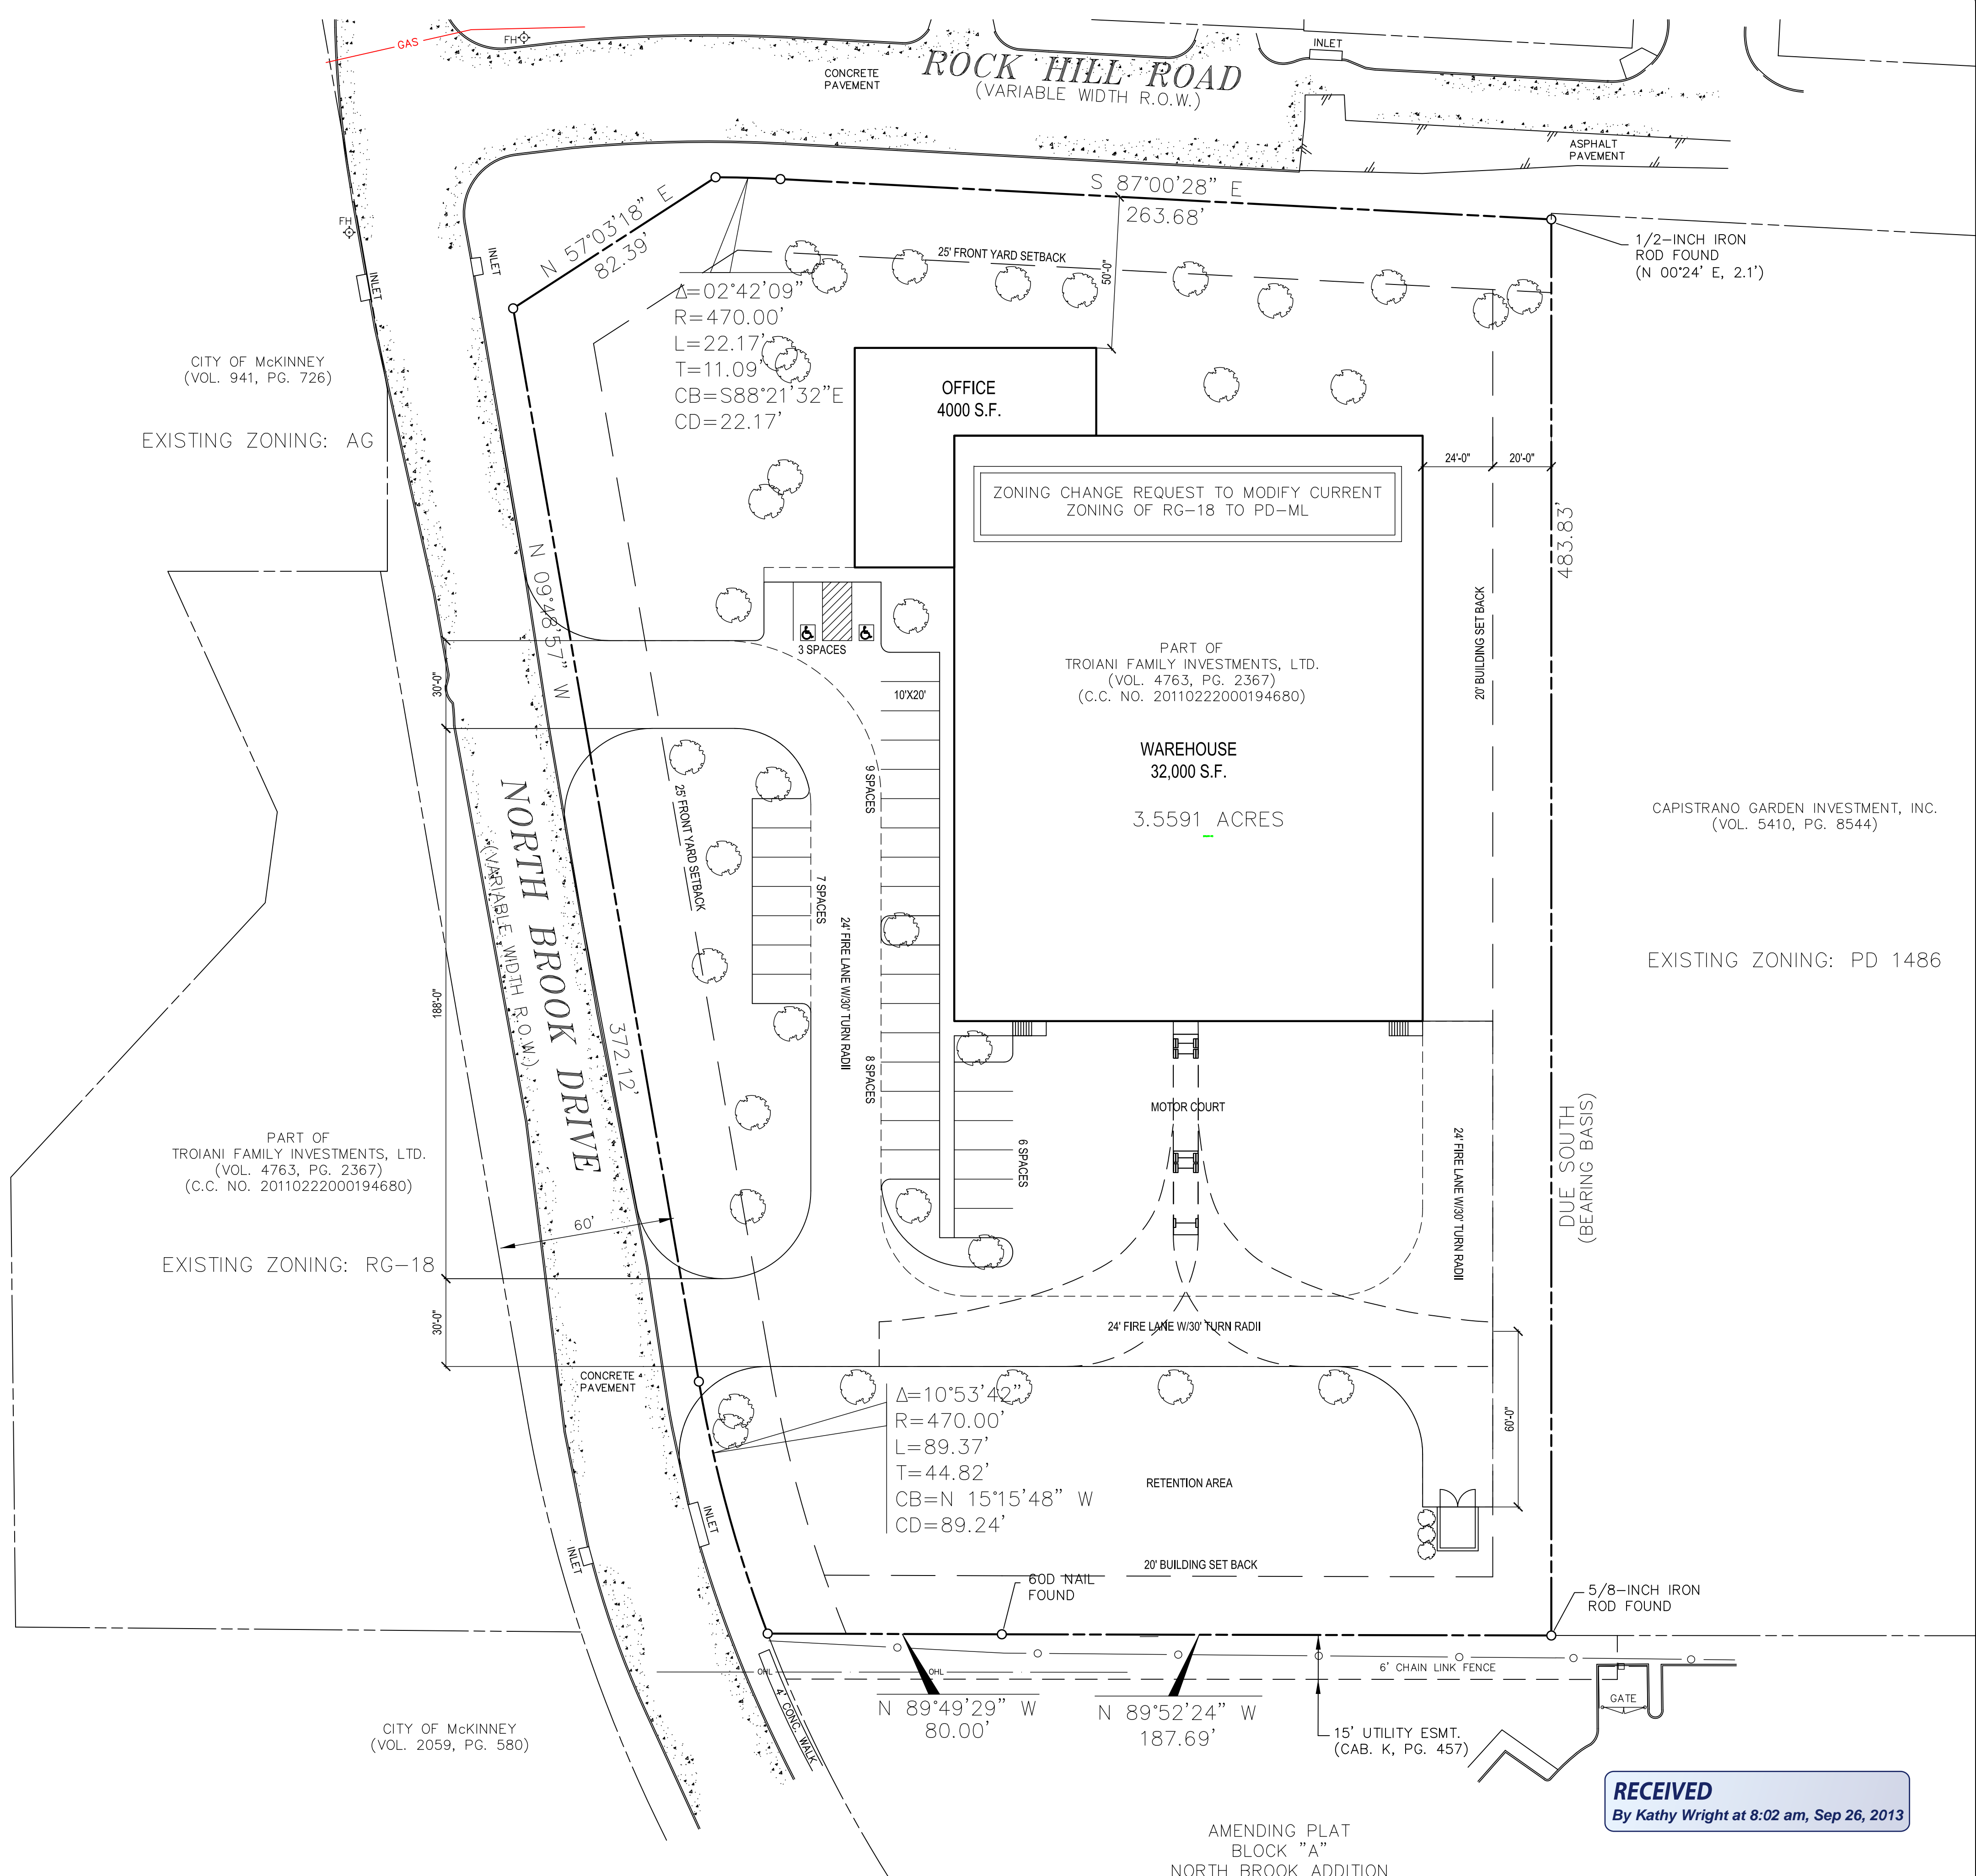 GAS
FH
CONCRETE
PAVEMENT
ROCK HILL ROAD
(VARIABLE WIDTH R.O.W.)
INLET
ASPHALT
PAVEMENT
S 87°00'28" E
263.68'
N 57°03'18" E
82.39'
FH
INLET
INLET
25' FRONT YARD SETBACK
50'-0"
1/2-INCH IRON
ROD FOUND
(N 00°24' E, 2.1')
Δ=02°42'09"
R=470.00'
L=22.17'
T=11.09'
CB=S88°21'32"E
CD=22.17'
CITY OF McKINNEY
(VOL. 941, PG. 726)
EXISTING ZONING: AG
OFFICE
4000 S.F.
24'-0"
20'-0"
ZONING CHANGE REQUEST TO MODIFY CURRENT
ZONING OF RG-18 TO PD-ML
483.83'
N 09°48'57" W
20' BUILDING SET BACK
3 SPACES
PART OF
TROIANI FAMILY INVESTMENTS, LTD.
(VOL. 4763, PG. 2367)
(C.C. NO. 20110222000194680)
30'-0"
10'X20'
WAREHOUSE
32,000 S.F.
3.5591 ACRES
9 SPACES
25' FRONT YARD SETBACK
CAPISTRANO GARDEN INVESTMENT, INC.
(VOL. 5410, PG. 8544)
NORTH BROOK DRIVE
(VARIABLE WIDTH R.O.W.)
7 SPACES
24' FIRE LANE W/30' TURN RADII
EXISTING ZONING: PD 1486
188'-0"
372.12'
8 SPACES
MOTOR COURT
6 SPACES
24' FIRE LANE W/30' TURN RADII
DUE SOUTH
(BEARING BASIS)
PART OF
TROIANI FAMILY INVESTMENTS, LTD.
(VOL. 4763, PG. 2367)
(C.C. NO. 20110222000194680)
60'
EXISTING ZONING: RG-18
30'-0"
24' FIRE LANE W/30' TURN RADII
CONCRETE
PAVEMENT
Δ=10°53'42"
R=470.00'
L=89.37'
T=44.82'
CB=N 15°15'48" W
CD=89.24'
60'-0"
RETENTION AREA
INLET
INLET
20' BUILDING SET BACK
60D NAIL
FOUND
5/8-INCH IRON
ROD FOUND
OHL
OHL
6' CHAIN LINK FENCE
GATE
4' CONC. WALK
N 89°49'29" W
80.00'
N 89°52'24" W
187.69'
15' UTILITY ESMT.
(CAB. K, PG. 457)
CITY OF McKINNEY
(VOL. 2059, PG. 580)
RECEIVED
By Kathy Wright at 8:02 am, Sep 26, 2013
AMENDING PLAT
BLOCK "A"
NORTH BROOK ADDITION